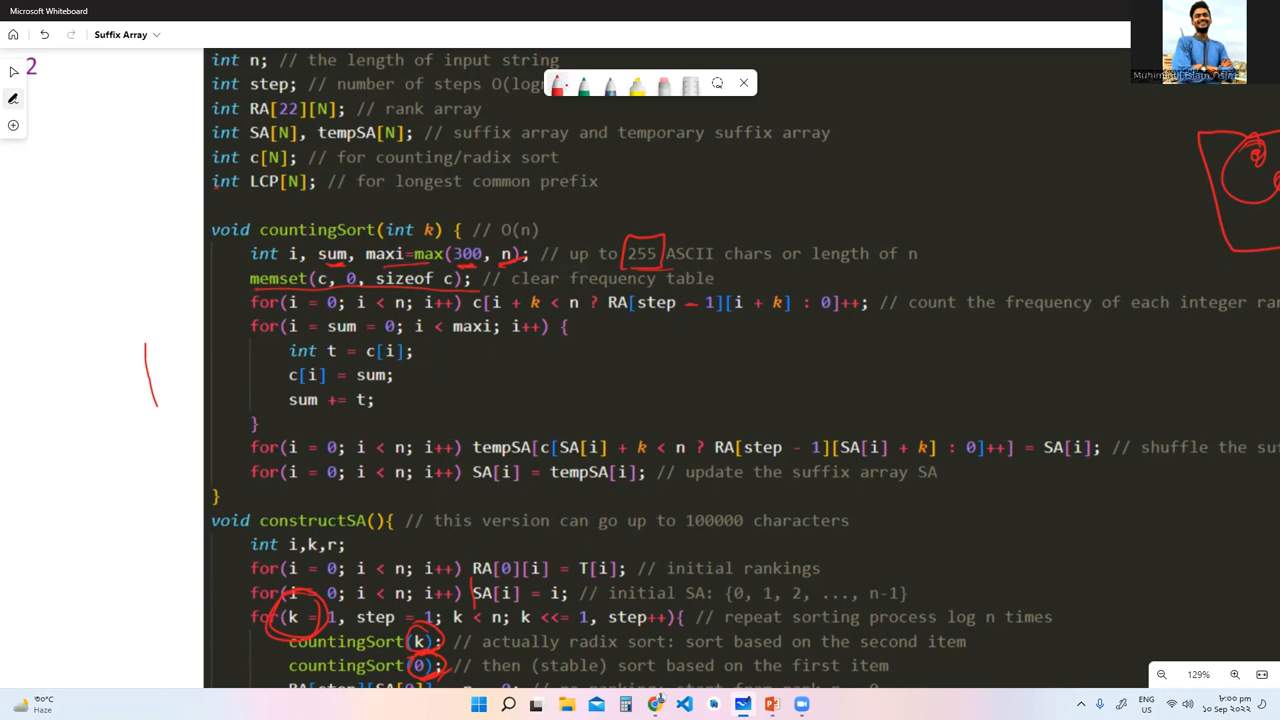 Microsoft Whiteboard
Suffix Array
2
int n; // the length of input string
int step; // number of steps O(log
int RA[22][N]; // rank array
int SA[N], tempSA[N]; // suffix array and temporary suffix array
int c[N]; // for counting/radix sort
int LCP[N]; // for longest common prefix
void countingSort(int k) { // O(n)
int i, sum, maxi=max(300, n); // up to 255 ASCII chars or length of n
memset(c, 0, sizeof c); // clear frequency table
for(i = 0; i < n; i++) c[i + k < n ? RA[step - 1][i + k] : 0]++; // count the frequency of each integer ran
for(i = sum = 0; i < maxi; i++) {
int t = c[i];
c[i] = sum;
sum += t;
}
for(i = 0; i < n; i++) tempSA[c[SA[i] + k < n ? RA[step - 1][SA[i] + k] : 0]++] = SA[i]; // shuffle the su
for(i = 0; i < n; i++) SA[i] = tempSA[i]; // update the suffix array SA
}
void constructSA(){ // this version can go up to 100000 characters
int i,k,r;
for(i = 0; i < n; i++) RA[0][i] = T[i]; // initial rankings
for(i = 0; i < n; i++) SA[i] = i; // initial SA: {0, 1, 2, ..., n-1}
for(k = 1, step = 1; k < n; k <<= 1, step++){ // repeat sorting process log n times
countingSort(k); // actually radix sort: sort based on the second item
countingSort(0); // then (stable) sort based on the first item
129%
Haze
ENG
US
১০ সেপ্ট ২০২২